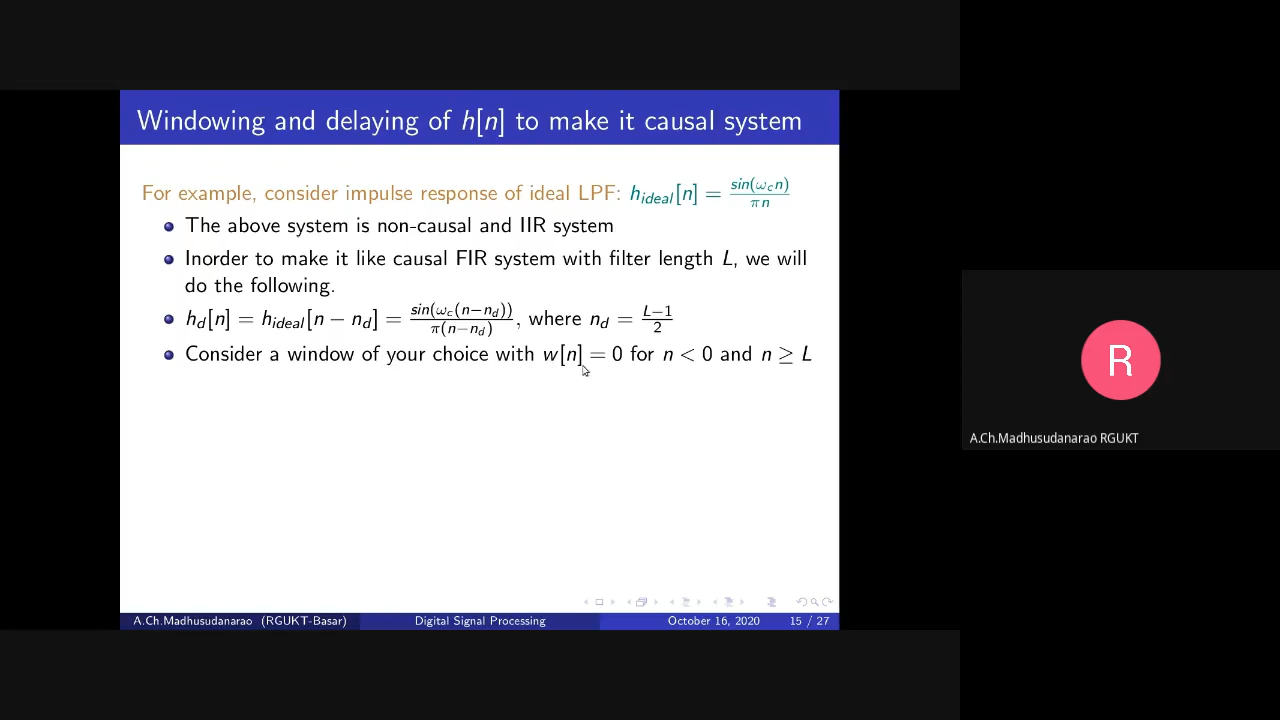 Windowing and delaying of h[n] to make it causal system
For example, consider impulse response of ideal LPF: h_ideal[n] = sin(ω_c n)/πn
The above system is non-causal and IIR system
Inorder to make it like causal FIR system with filter length L, we will
do the following.
h_d[n] = h_ideal[n − n_d] = sin(ω_c(n−n_d))/π(n−n_d), where n_d = L−1/2
Consider a window of your choice with w[n] = 0 for n < 0 and n ≥ L
R
A.Ch.Madhusudanarao RGUKT
A.Ch.Madhusudanarao (RGUKT-Basar) Digital Signal Processing October 16, 2020 15 / 27